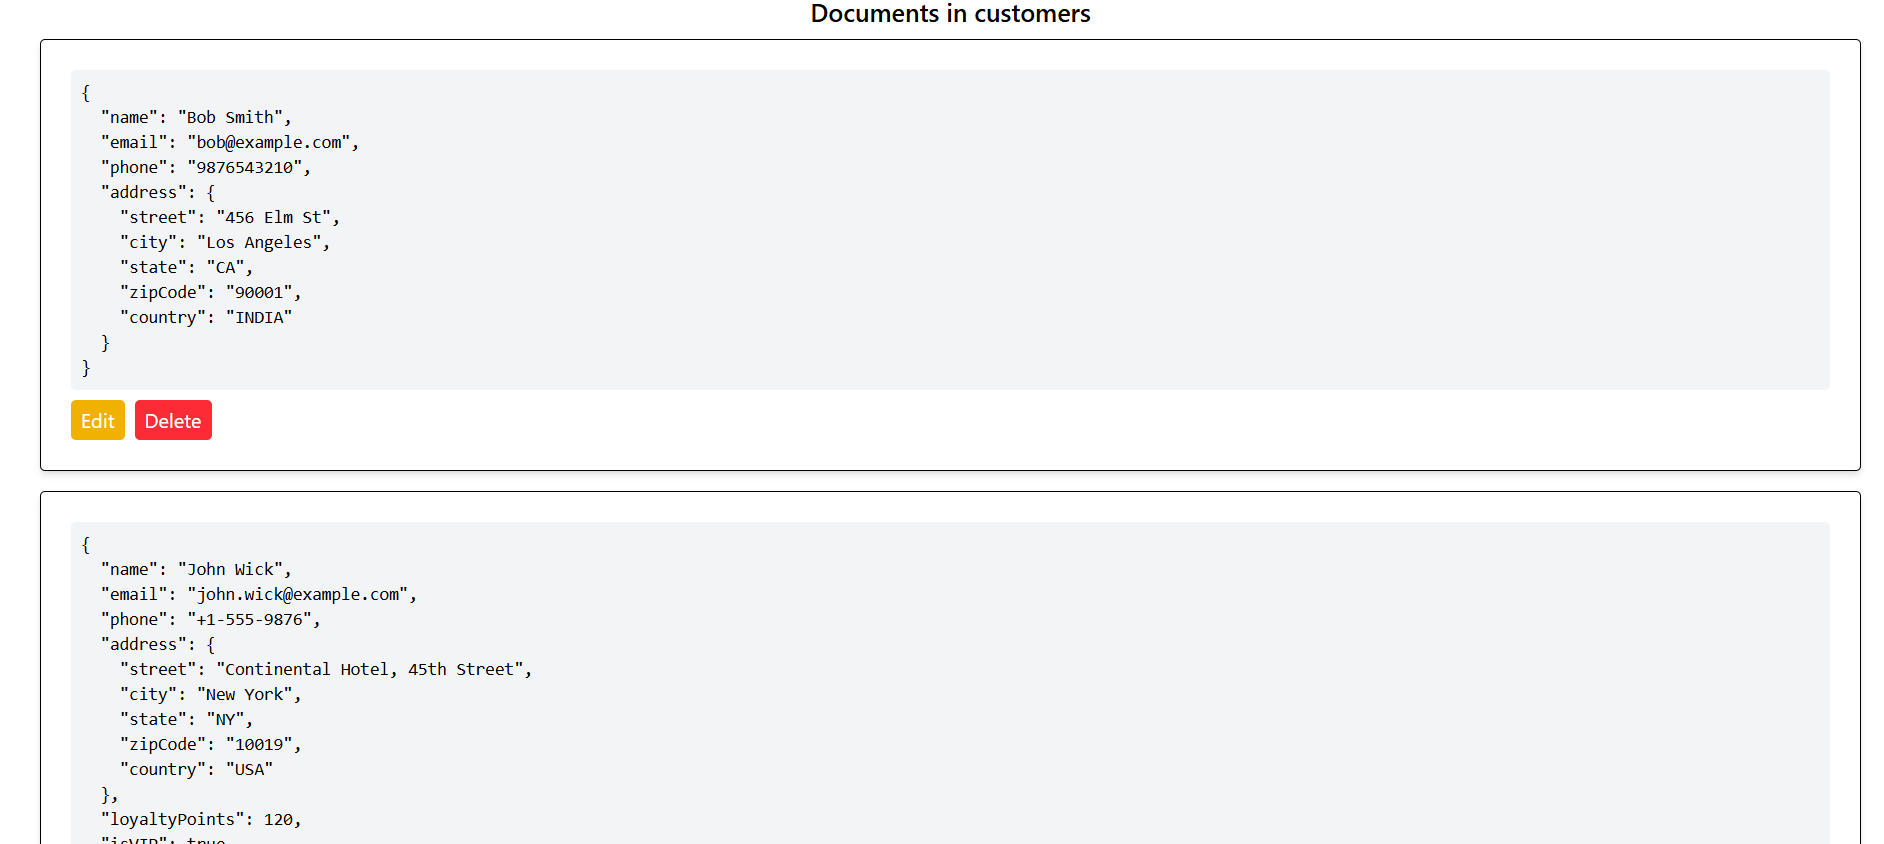 Documents in customers
{
  "name": "Bob Smith",
  "email": "bob@example.com",
  "phone": "9876543210",
  "address": {
    "street": "456 Elm St",
    "city": "Los Angeles",
    "state": "CA",
    "zipCode": "90001",
    "country": "INDIA"
  }
}
Edit Delete
{
  "name": "John Wick",
  "email": "john.wick@example.com",
  "phone": "+1-555-9876",
  "address": {
    "street": "Continental Hotel, 45th Street",
    "city": "New York",
    "state": "NY",
    "zipCode": "10019",
    "country": "USA"
  },
  "loyaltyPoints": 120,
  "isVIP": true